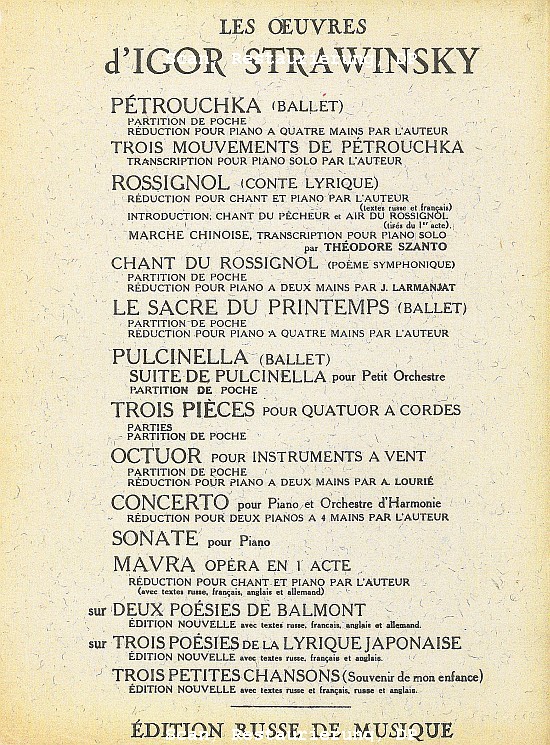 LES ŒUVRES
d'IGOR STRAWINSKY
PÉTROUCHKA (BALLET)
PARTITION DE POCHE
RÉDUCTION POUR PIANO A QUATRE MAINS PAR L'AUTEUR
TROIS MOUVEMENTS DE PÉTROUCHKA
TRANSCRIPTION POUR PIANO SOLO PAR L'AUTEUR
ROSSIGNOL (CONTE LYRIQUE)
RÉDUCTION POUR CHANT ET PIANO PAR L'AUTEUR
(textes russe et français)
INTRODUCTION, CHANT DU PÊCHEUR et AIR DU ROSSIGNOL
(tirés du 1er acte).
MARCHE CHINOISE, TRANSCRIPTION POUR PIANO SOLO
par THÉODORE SZANTO
CHANT DU ROSSIGNOL (POÈME SYMPHONIQUE)
PARTITION DE POCHE
RÉDUCTION POUR PIANO A DEUX MAINS PAR J. LARMANJAT
LE SACRE DU PRINTEMPS (BALLET)
PARTITION DE POCHE
RÉDUCTION POUR PIANO A QUATRE MAINS PAR L'AUTEUR
PULCINELLA (BALLET)
SUITE DE PULCINELLA pour Petit Orchestre
PARTITION DE POCHE
TROIS PIÈCES POUR QUATUOR A CORDES
PARTIES
PARTITION DE POCHE
OCTUOR POUR INSTRUMENTS A VENT
PARTITION DE POCHE
RÉDUCTION POUR PIANO A DEUX MAINS PAR A. LOURIÉ
CONCERTO pour Piano et Orchestre d'Harmonie
RÉDUCTION POUR DEUX PIANOS A 4 MAINS PAR L'AUTEUR
SONATE pour Piano
MAVRA OPÉRA EN 1 ACTE
RÉDUCTION POUR CHANT ET PIANO PAR L'AUTEUR
(avec textes russe, français, anglais et allemand)
sur DEUX POÉSIES DE BALMONT
ÉDITION NOUVELLE avec textes russe, francais, anglais et allemand.
sur TROIS POÉSIES DE LA LYRIQUE JAPONAISE
ÉDITION NOUVELLE avec textes russe, français et anglais.
TROIS PETITES CHANSONS (Souvenir de mon enfance)
ÉDITION NOUVELLE avec textes russe et français, russe et anglais.
ÉDITION RUSSE DE MUSIQUE